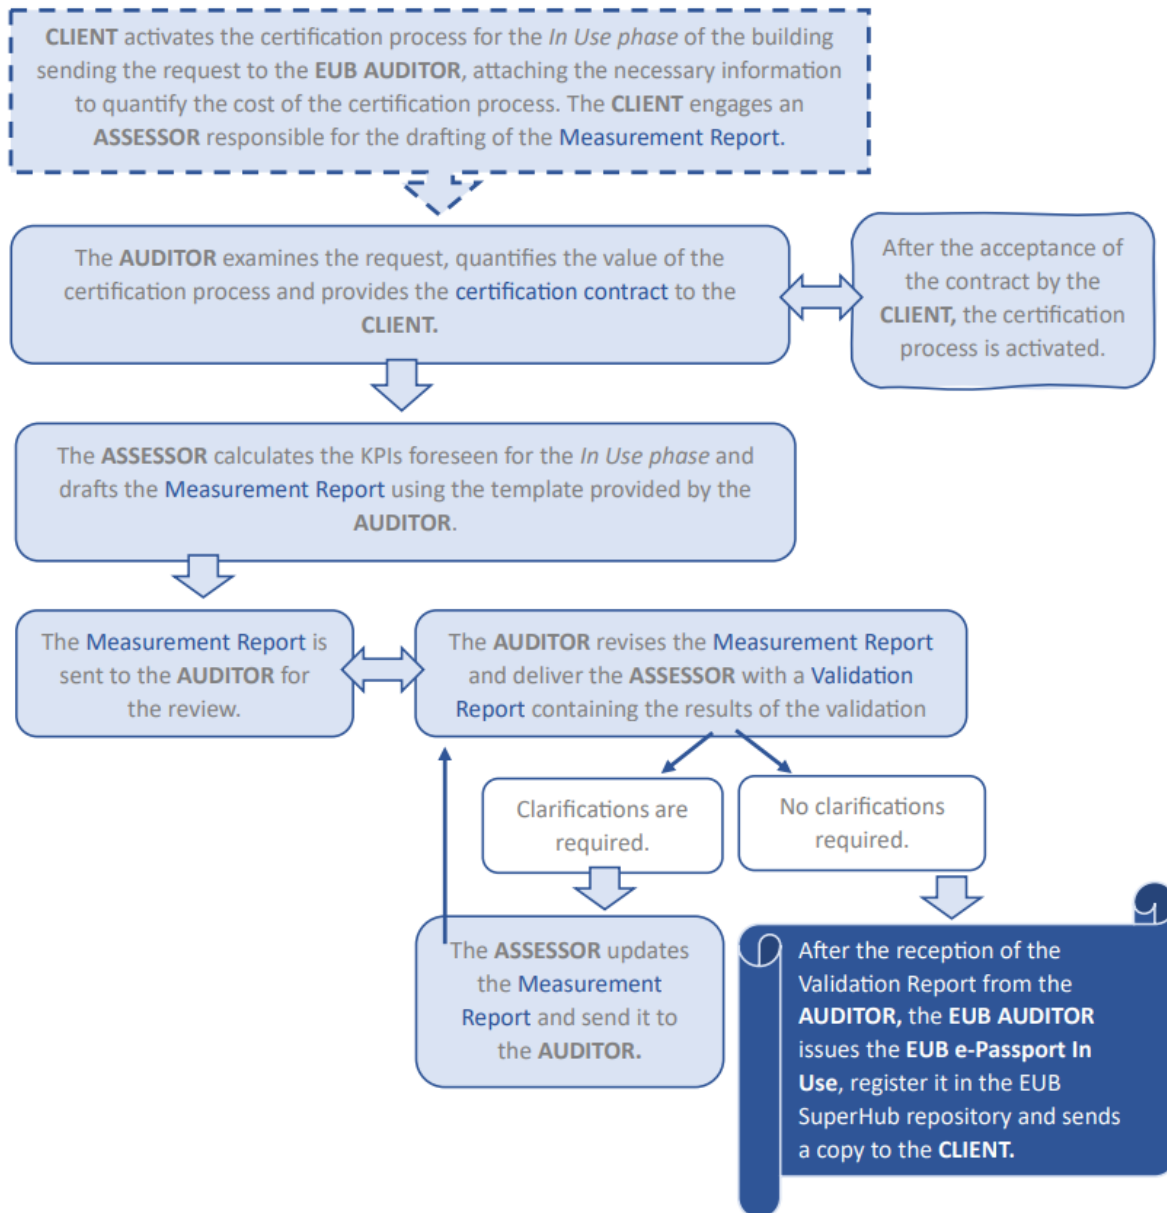 CLIENT activates the certification process for the In Use phase of the building
sending the request to the EUB AUDITOR, attaching the necessary information
to quantify the cost of the certification process. The CLIENT engages an
ASSESSOR responsible for the drafting of the Measurement Report.
The AUDITOR examines the request, quantifies the value of the
certification process and provides the certification contract to the
CLIENT.
After the acceptance of
the contract by the
CLIENT, the certification
process is activated.
The ASSESSOR calculates the KPIs foreseen for the In Use phase and
drafts the Measurement Report using the template provided by the
AUDITOR.
The Measurement Report is
sent to the AUDITOR for
the review.
The AUDITOR revises the Measurement Report
and deliver the ASSESSOR with a Validation
Report containing the results of the validation
Clarifications are
required.
No clarifications
required.
The ASSESSOR updates
the Measurement
Report and send it to
the AUDITOR.
After the reception of the
Validation Report from the
AUDITOR, the EUB AUDITOR
issues the EUB e-Passport In
Use, register it in the EUB
SuperHub repository and sends
a copy to the CLIENT.